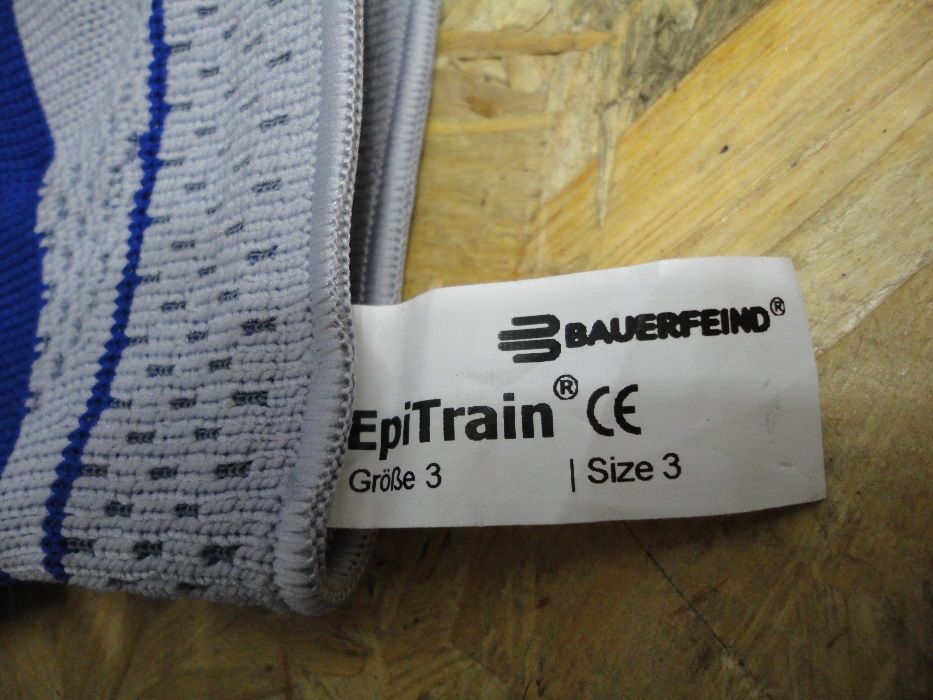 BAUERFEIND®
EpiTrain® CE
Größe 3 | Size 3